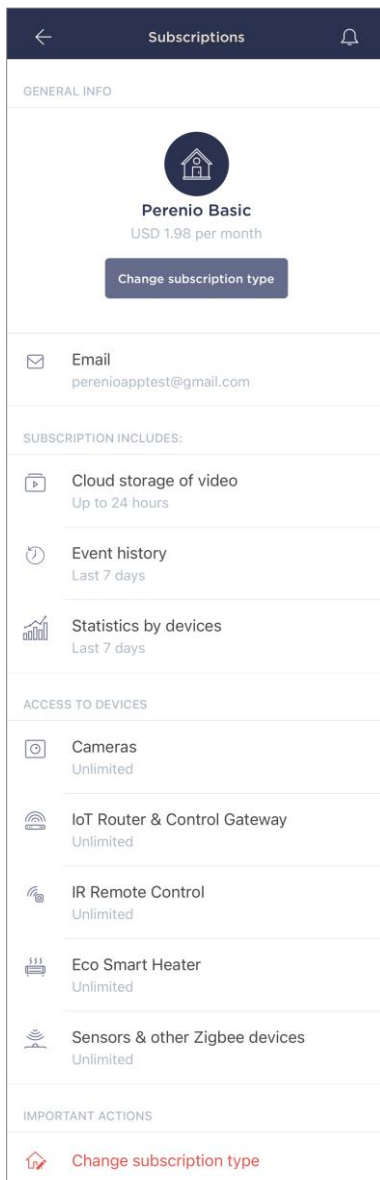 Subscriptions
GENERAL INFO
Perenio Basic
USD 1.98 per month
Change subscription type
Email
perenioapptest@gmail.com
SUBSCRIPTION INCLUDES:
Cloud storage of video
Up to 24 hours
Event history
Last 7 days
Statistics by devices
Last 7 days
ACCESS TO DEVICES
Cameras
Unlimited
IoT Router & Control Gateway
Unlimited
IR Remote Control
Unlimited
Eco Smart Heater
Unlimited
Sensors & other Zigbee devices
Unlimited
IMPORTANT ACTIONS
Change subscription type